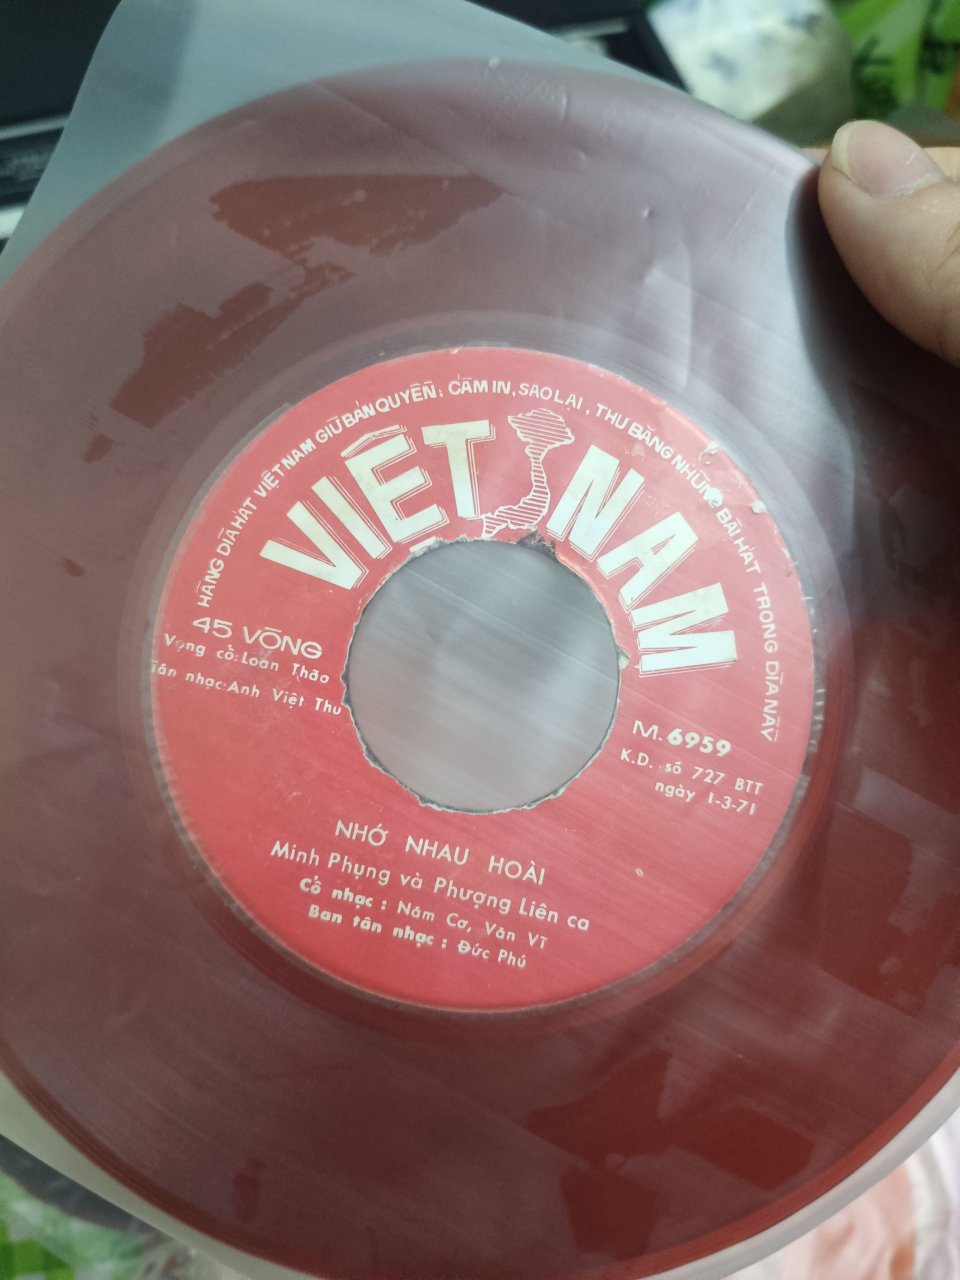 HÃNG DĨA HÁT VIỆT NAM GIỮ BẢN QUYỀN: CẤM IN, SAO LẠI, THU BĂNG NHỮNG BÀI HÁT TRONG DĨA NẦY
VIỆT NAM
45 VÒNG
Vọng cổ: Loan Thảo
Tân nhạc: Anh Việt Thu
M. 6959
K.D. số 727 BTT
ngày 1-3-71
NHỚ NHAU HOÀI
Minh Phụng và Phượng Liên ca
Cổ nhạc: Năm Cơ, Văn Vĩ
Ban tân nhạc: Đức Phú